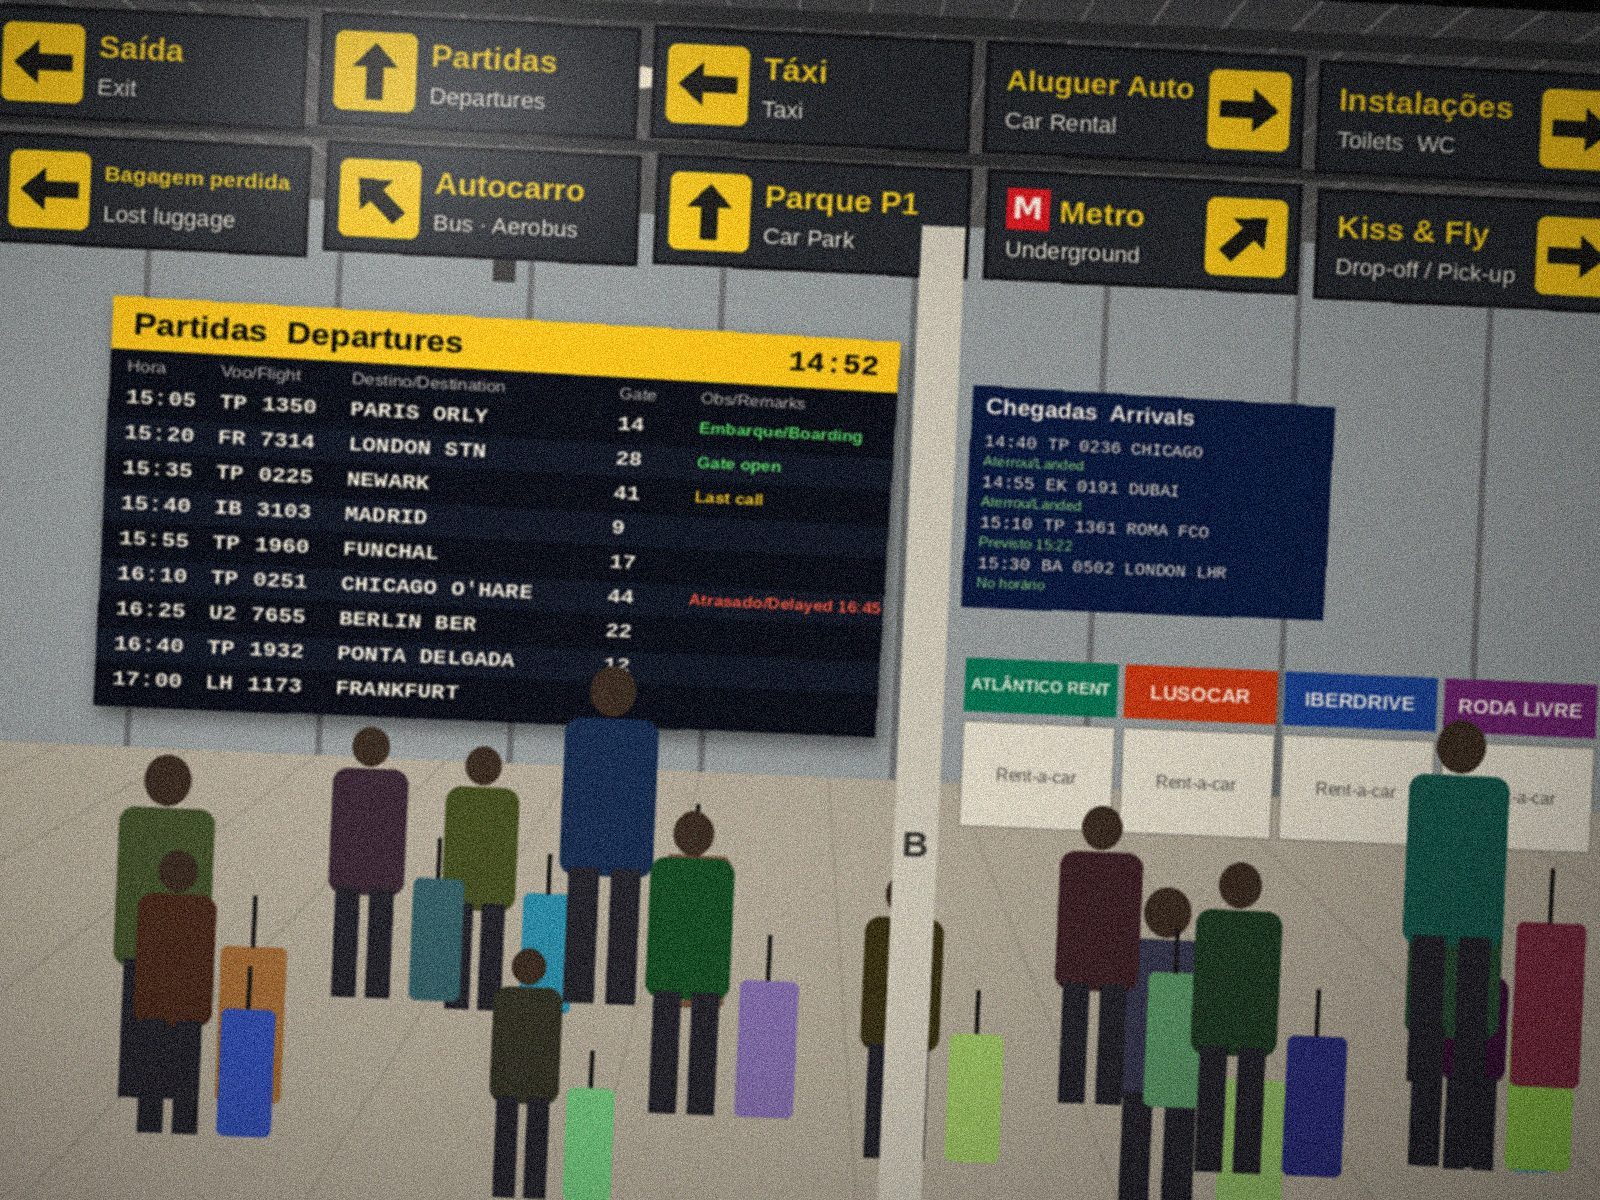 Saída
Exit
Partidas
Departures
Táxi
Taxi
Aluguer Auto
Car Rental
Instalações
Toilets WC
Bagagem perdida
Lost luggage
Autocarro
Bus · Aerobus
Parque P1
Car Park
M Metro
Underground
Kiss & Fly
Drop-off / Pick-up
Partidas Departures 14:52
Hora Voo/Flight Destino/Destination Gate Obs/Remarks
15:05 TP 1350 PARIS ORLY 14 Embarque/Boarding
15:20 FR 7314 LONDON STN 28 Gate open
15:35 TP 0225 NEWARK 41 Last call
15:40 IB 3103 MADRID 9
15:55 TP 1960 FUNCHAL 17
16:10 TP 0251 CHICAGO O'HARE 44 Atrasado/Delayed 16:45
16:25 U2 7655 BERLIN BER 22
16:40 TP 1932 PONTA DELGADA 12
17:00 LH 1173 FRANKFURT
Chegadas Arrivals
14:40 TP 0236 CHICAGO
Aterrou/Landed
14:55 EK 0191 DUBAI
Aterrou/Landed
15:10 TP 1361 ROMA FCO
Previsto 15:22
15:30 BA 0502 LONDON LHR
No horário
ATLÂNTICO RENT
LUSOCAR
IBERDRIVE
RODA LIVRE
Rent-a-car
Rent-a-car
Rent-a-car
-a-car
B